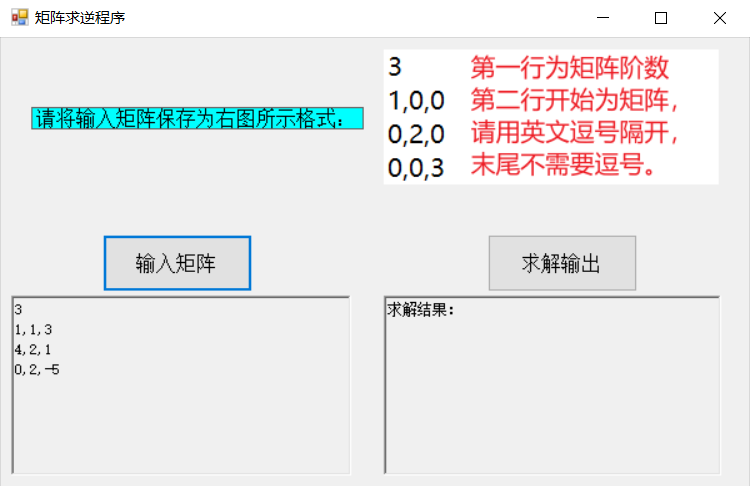 矩阵求逆程序
请将输入矩阵保存为右图所示格式：
3 第一行为矩阵阶数
1,0,0 第二行开始为矩阵，
0,2,0 请用英文逗号隔开，
0,0,3 末尾不需要逗号。
输入矩阵
求解输出
3
1,1,3
4,2,1
0,2,-5
求解结果：